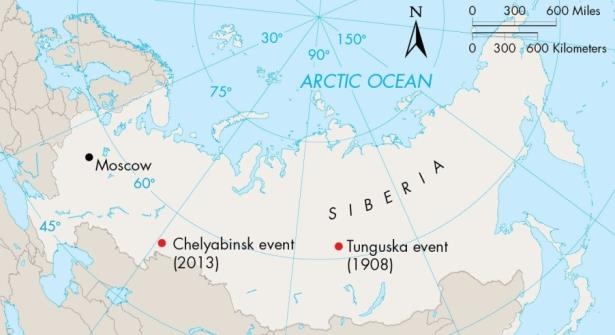 N
0 300 600 Miles
0 300 600 Kilometers
30°
150°
90°
75°
ARCTIC OCEAN
Moscow
60°
SIBERIA
45°
Chelyabinsk event
(2013)
Tunguska event
(1908)